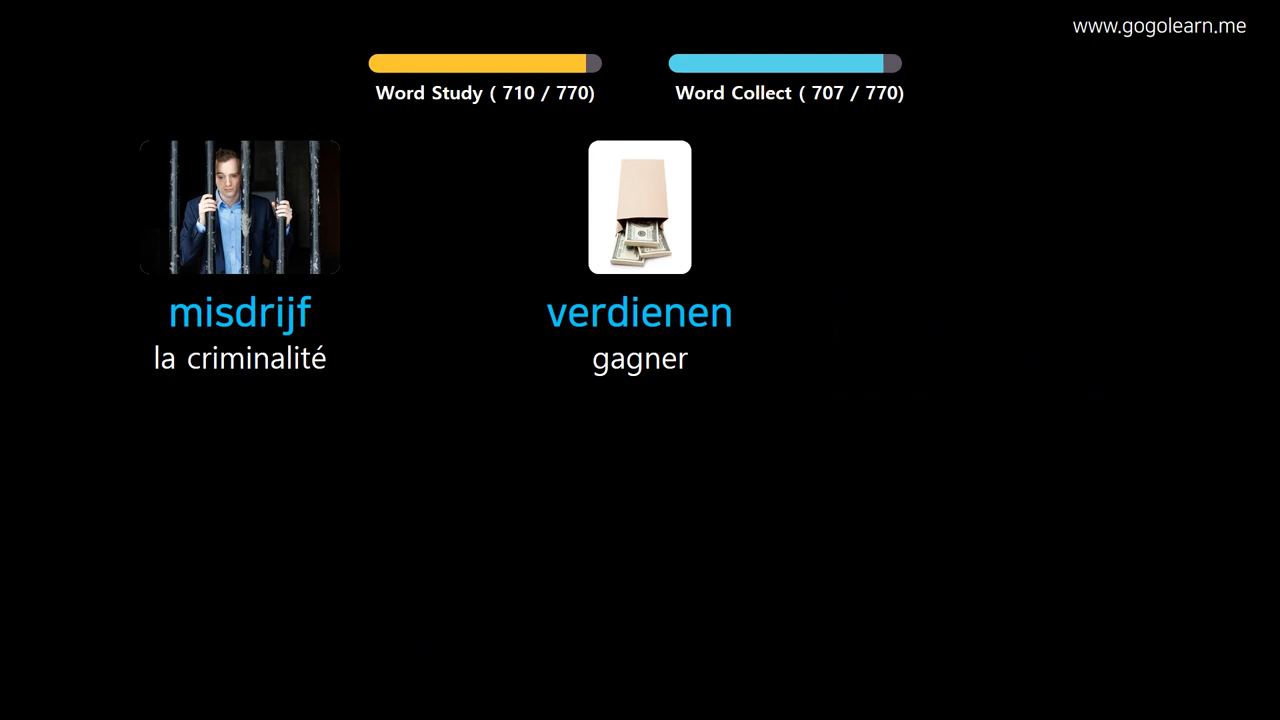 www.gogolearn.me
Word Study ( 710 / 770)
Word Collect ( 707 / 770)
misdrijf
la criminalité
verdienen
gagner